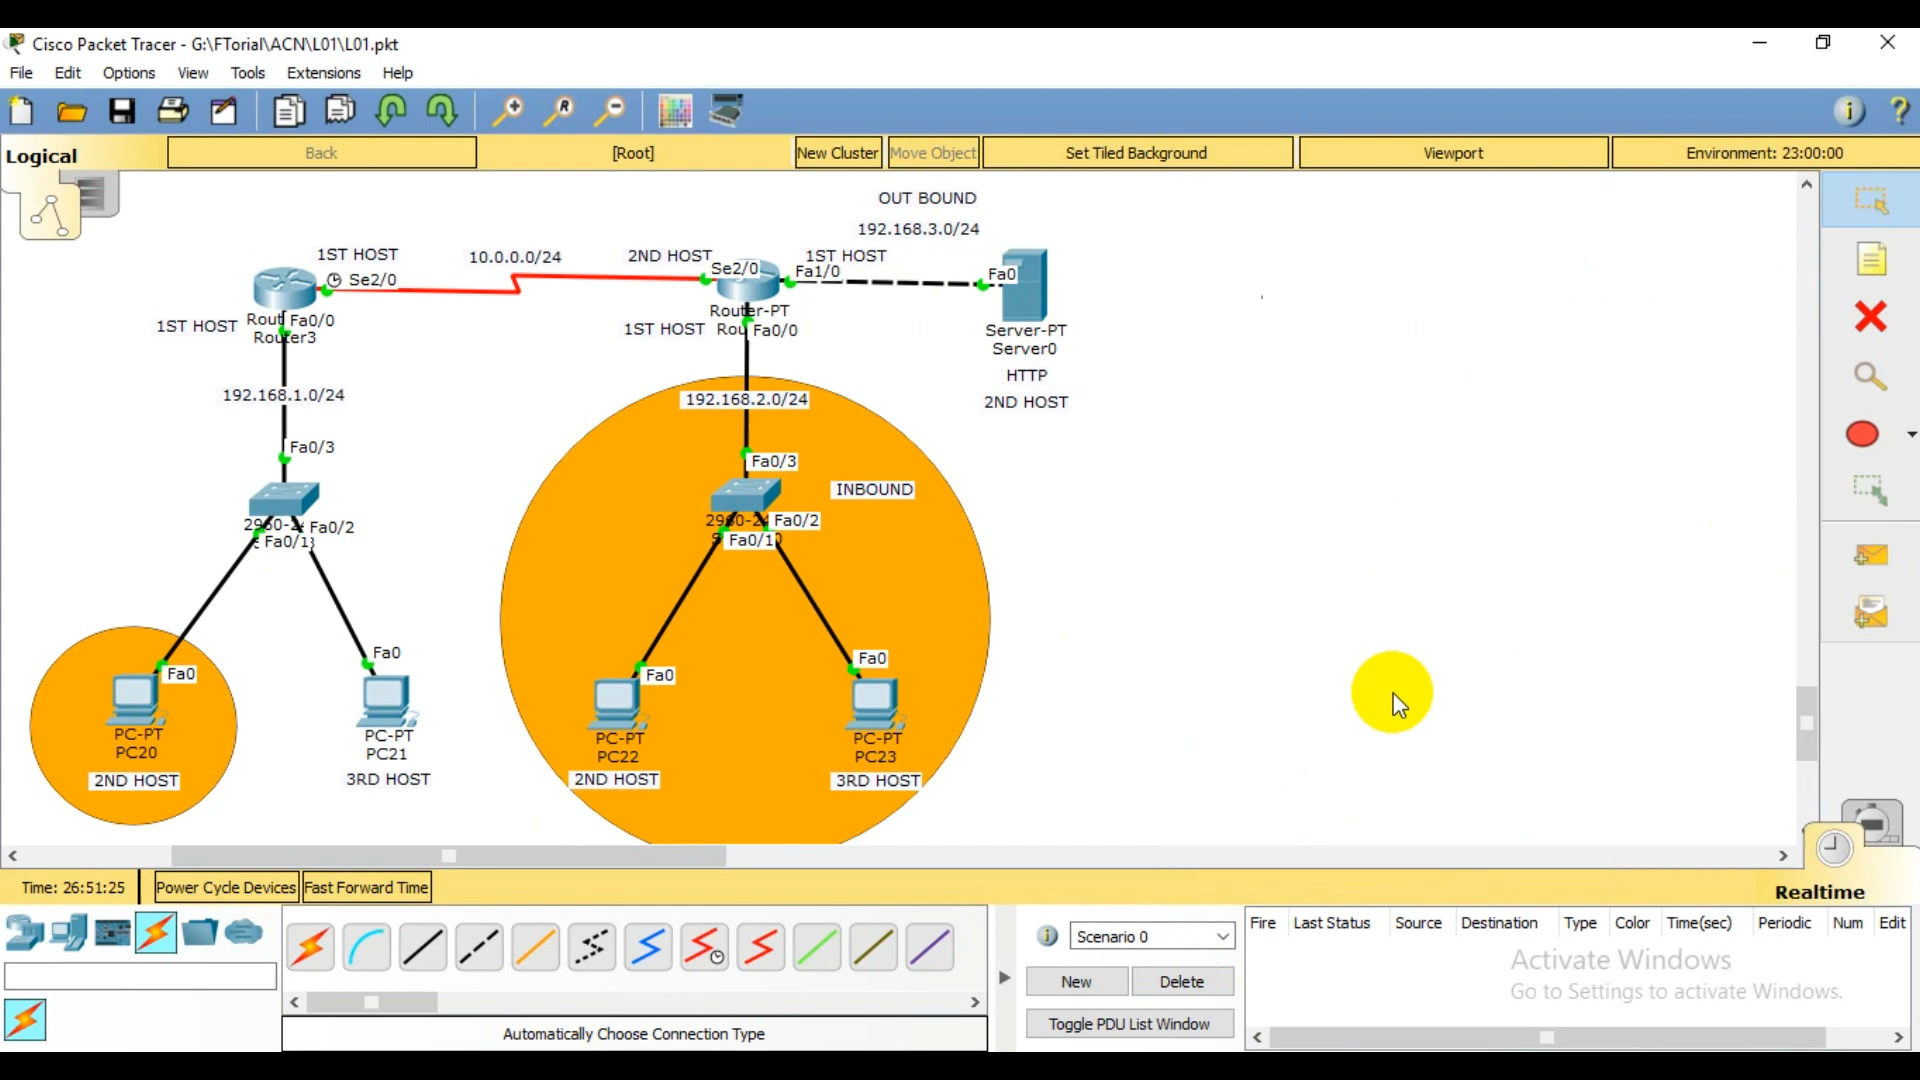 Cisco Packet Tracer - G:\FTorial\ACN\L01\L01.pkt
File Edit Options View Tools Extensions Help
Logical
Back
[Root]
New Cluster
Move Object
Set Tiled Background
Viewport
Environment: 23:00:00
OUT BOUND
192.168.3.0/24
1ST HOST
10.0.0.0/24
2ND HOST
1ST HOST
Se2/0
Se2/0
Fa1/0
Fa0
1ST HOST
Fa0/0
Router3
Router-PT
1ST HOST
Fa0/0
Server-PT
Server0
HTTP
2ND HOST
192.168.1.0/24
192.168.2.0/24
Fa0/3
Fa0/3
INBOUND
Fa0/2
Fa0/1
Fa0/2
Fa0/1
Fa0
Fa0
Fa0
Fa0
PC-PT
PC20
2ND HOST
PC-PT
PC21
3RD HOST
PC-PT
PC22
2ND HOST
PC-PT
PC23
3RD HOST
Time: 26:51:25
Power Cycle Devices
Fast Forward Time
Realtime
Scenario 0
New
Delete
Toggle PDU List Window
Fire Last Status Source Destination Type Color Time(sec) Periodic Num Edit
Activate Windows
Go to Settings to activate Windows.
Automatically Choose Connection Type